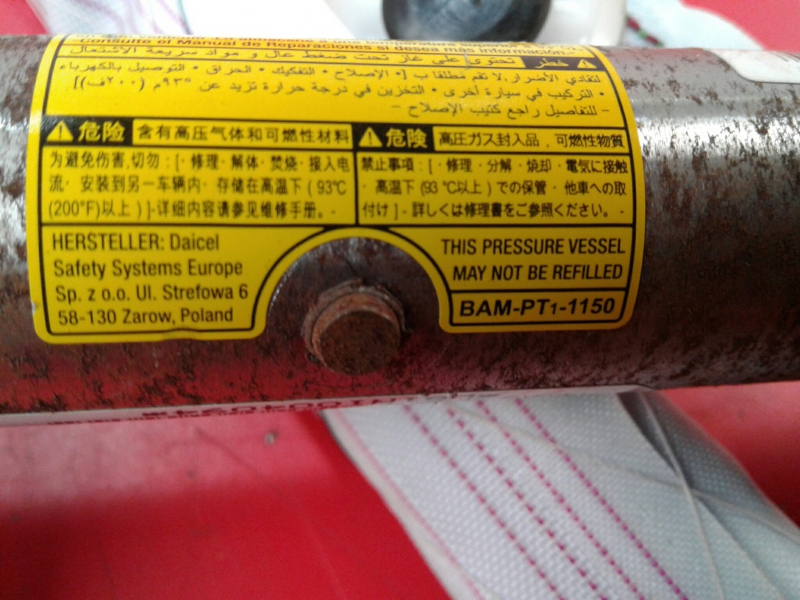 Consulte el Manual de Reparaciones si desea más información.
خطر تحتوي على غاز تحت ضغط عال و مواد سريعة الاشتعال
لتفادي الأضرار,لا تقم مطلقا ب [• الإصلاح • التفكيك • الحراق • التوصيل بالكهرباء
• التركيب في سيارة أخرى • التخزين في درجة حرارة تزيد عن ٩٣°م (٢٠٠ف)]
- للتفاصيل راجع كتيب الإصلاح -
危险 含有高压气体和可燃性材料
为避免伤害,切勿:[· 修理 · 解体 · 焚烧 · 接入电
流 · 安装到另一车辆内 · 存储在高温下 (93℃
(200°F)以上)]-详细内容请参见维修手册。-
危険 高圧ガス封入品,可燃性物質
禁止事項:[· 修理 · 分解 · 焼却 · 電気に接触
· 高温下 (93 ℃以上) での保管 · 他車への取
付け] - 詳しくは修理書をご参照ください。-
HERSTELLER: Daicel
Safety Systems Europe
Sp. z o.o. Ul. Strefowa 6
58-130 Zarow, Poland
THIS PRESSURE VESSEL
MAY NOT BE REFILLED
BAM-PT1-1150